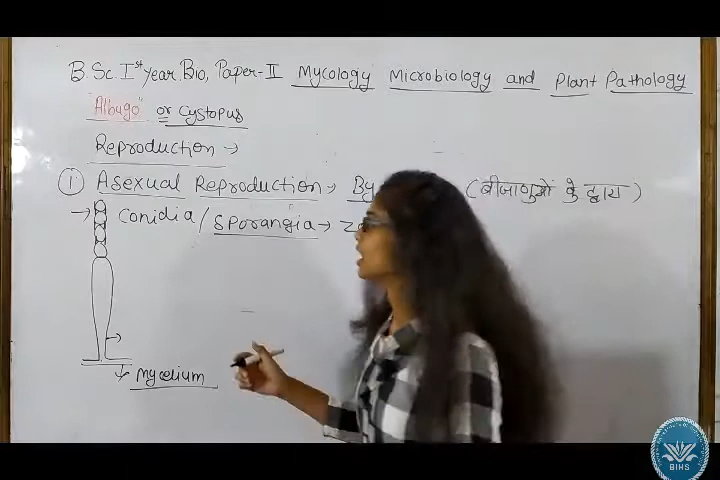 B.Sc. Ist year. Bio, Paper-II Mycology Microbiology and Plant Pathology
"Albugo" or Cystopus
Reproduction →
① Asexual Reproduction → By (बीजाणुओं के द्वारा)
→ Conidia / Sporangia →
Mycelium
BIHS